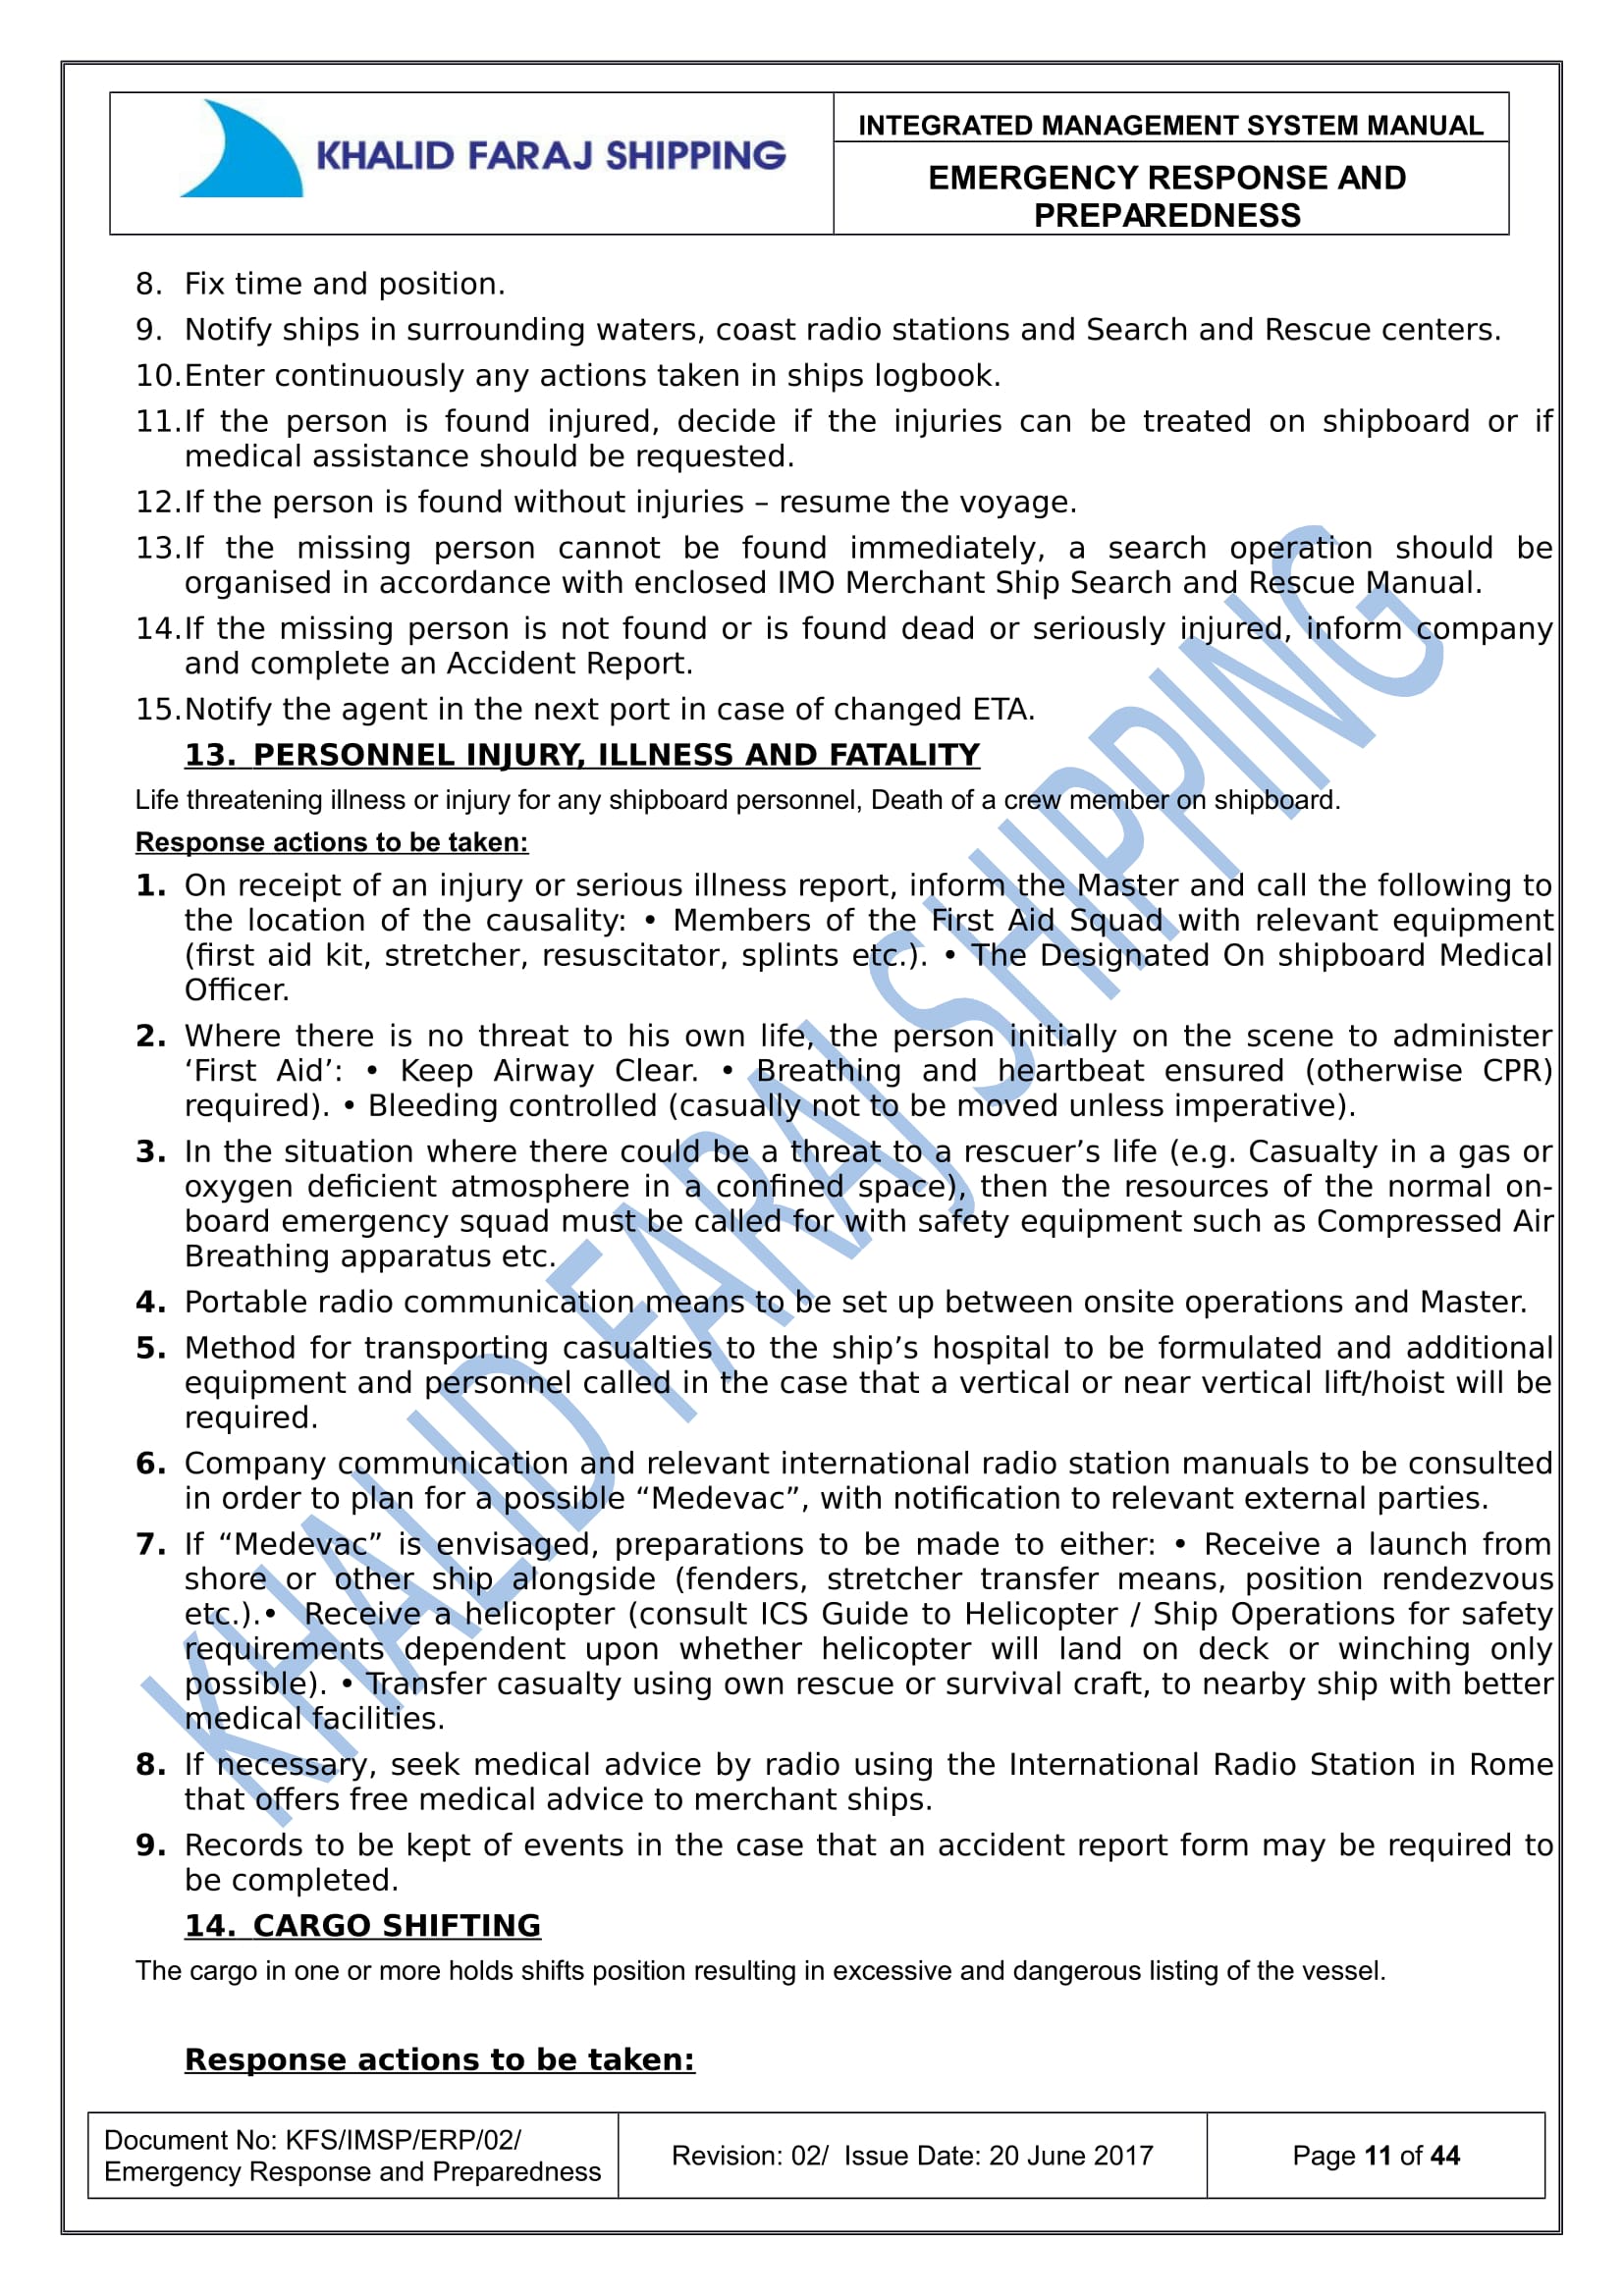 KHALID FARAJ SHIPPING
INTEGRATED MANAGEMENT SYSTEM MANUAL
EMERGENCY RESPONSE AND
PREPAREDNESS
8. Fix time and position.
9. Notify ships in surrounding waters, coast radio stations and Search and Rescue centers.
10.Enter continuously any actions taken in ships logbook.
11.If the person is found injured, decide if the injuries can be treated on shipboard or if
medical assistance should be requested.
12.If the person is found without injuries – resume the voyage.
13.If the missing person cannot be found immediately, a search operation should be
organised in accordance with enclosed IMO Merchant Ship Search and Rescue Manual.
14.If the missing person is not found or is found dead or seriously injured, inform company
and complete an Accident Report.
15.Notify the agent in the next port in case of changed ETA.
13. PERSONNEL INJURY, ILLNESS AND FATALITY
Life threatening illness or injury for any shipboard personnel, Death of a crew member on shipboard.
Response actions to be taken:
1. On receipt of an injury or serious illness report, inform the Master and call the following to
the location of the causality: • Members of the First Aid Squad with relevant equipment
(first aid kit, stretcher, resuscitator, splints etc.). • The Designated On shipboard Medical
Officer.
2. Where there is no threat to his own life, the person initially on the scene to administer
‘First Aid’: • Keep Airway Clear. • Breathing and heartbeat ensured (otherwise CPR)
required). • Bleeding controlled (casually not to be moved unless imperative).
3. In the situation where there could be a threat to a rescuer’s life (e.g. Casualty in a gas or
oxygen deficient atmosphere in a confined space), then the resources of the normal on-
board emergency squad must be called for with safety equipment such as Compressed Air
Breathing apparatus etc.
4. Portable radio communication means to be set up between onsite operations and Master.
5. Method for transporting casualties to the ship’s hospital to be formulated and additional
equipment and personnel called in the case that a vertical or near vertical lift/hoist will be
required.
6. Company communication and relevant international radio station manuals to be consulted
in order to plan for a possible “Medevac”, with notification to relevant external parties.
7. If “Medevac” is envisaged, preparations to be made to either: • Receive a launch from
shore or other ship alongside (fenders, stretcher transfer means, position rendezvous
etc.).• Receive a helicopter (consult ICS Guide to Helicopter / Ship Operations for safety
requirements dependent upon whether helicopter will land on deck or winching only
possible). • Transfer casualty using own rescue or survival craft, to nearby ship with better
medical facilities.
8. If necessary, seek medical advice by radio using the International Radio Station in Rome
that offers free medical advice to merchant ships.
9. Records to be kept of events in the case that an accident report form may be required to
be completed.
14. CARGO SHIFTING
The cargo in one or more holds shifts position resulting in excessive and dangerous listing of the vessel.
Response actions to be taken:
KHALID FARAJ SHIPPING
Document No: KFS/IMSP/ERP/02/
Emergency Response and Preparedness
Revision: 02/ Issue Date: 20 June 2017
Page 11 of 44